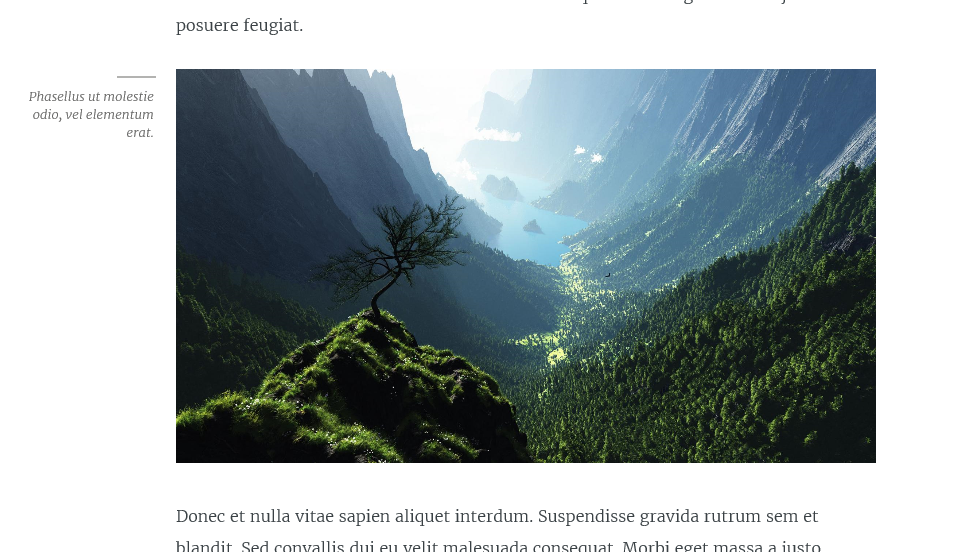 posuere feugiat.
Phasellus ut molestie
odio, vel elementum
erat.
Donec et nulla vitae sapien aliquet interdum. Suspendisse gravida rutrum sem et
blandit. Sed convallis dui eu velit malesuada consequat. Morbi eget massa a justo